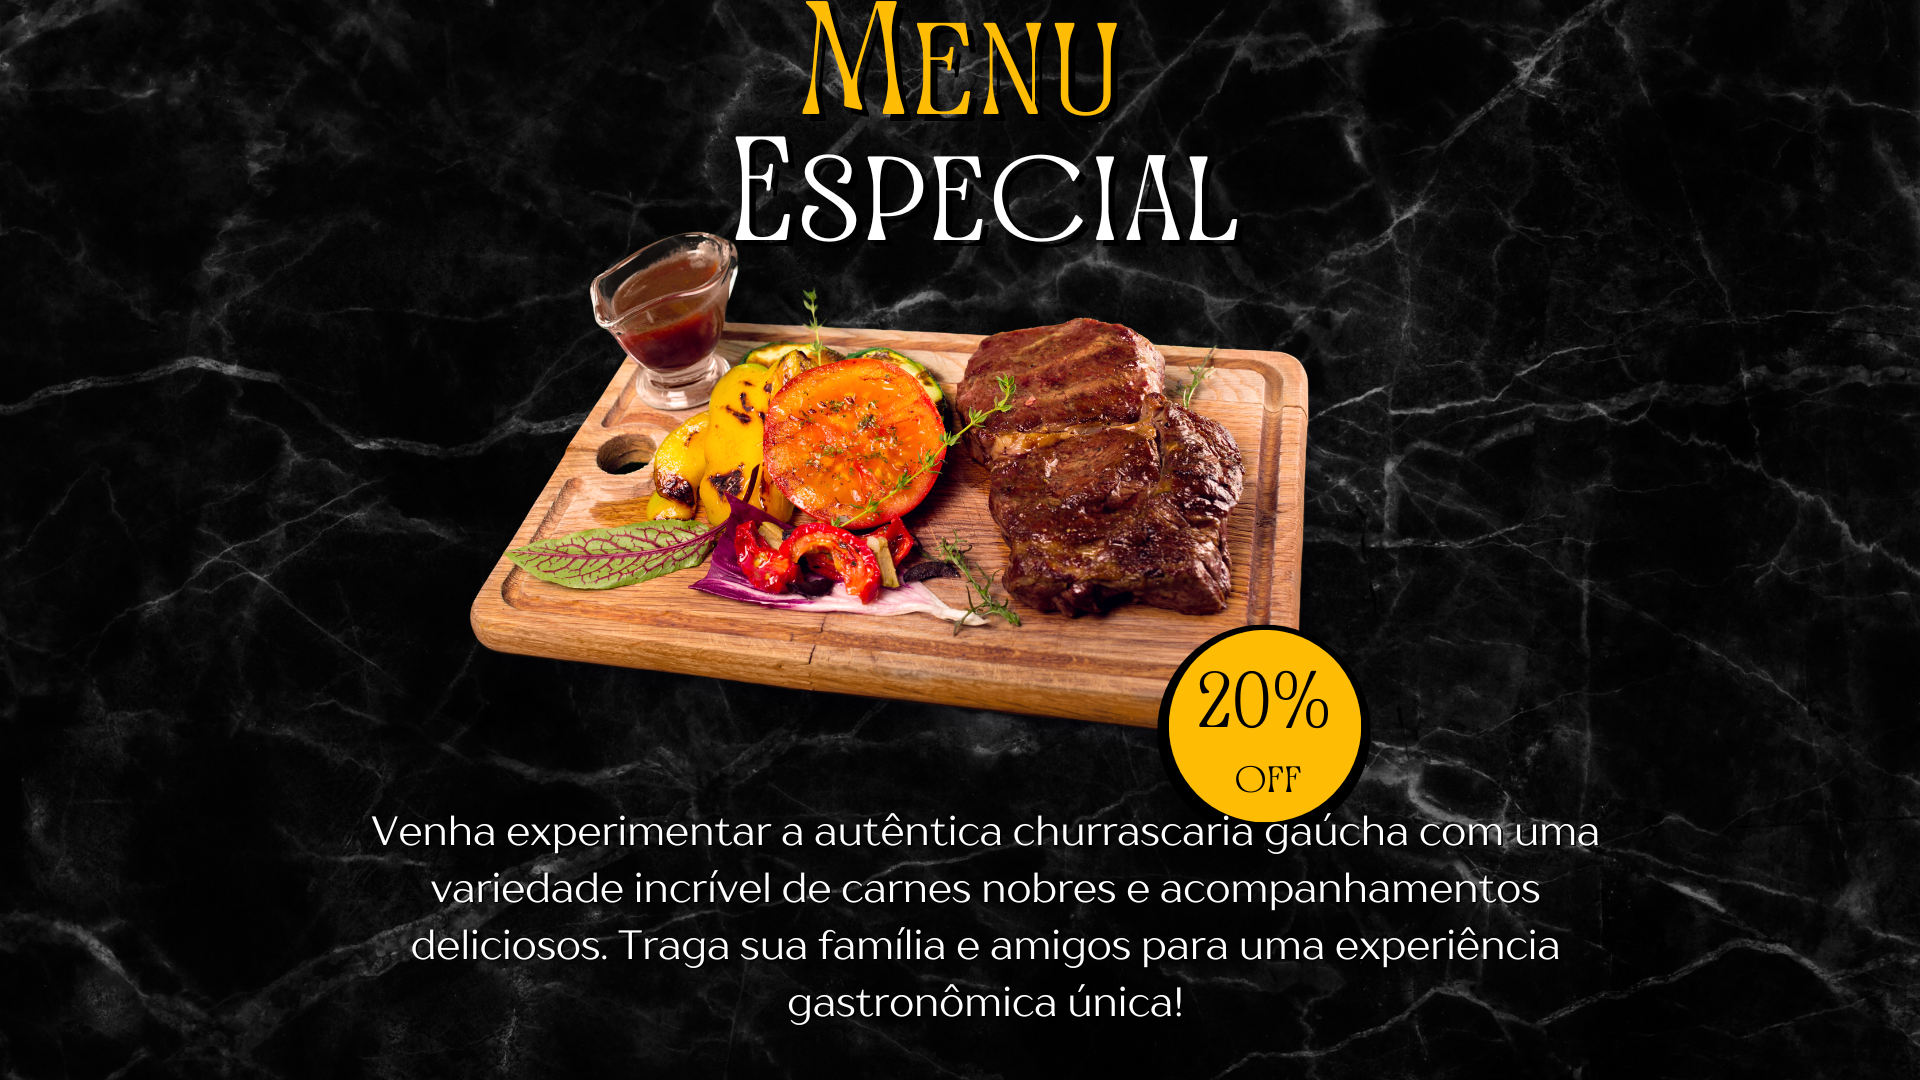 Menu
Especial
20%
OFF
Venha experimentar a autêntica churrascaria gaúcha com uma
variedade incrível de carnes nobres e acompanhamentos
deliciosos. Traga sua família e amigos para uma experiência
gastronômica única!